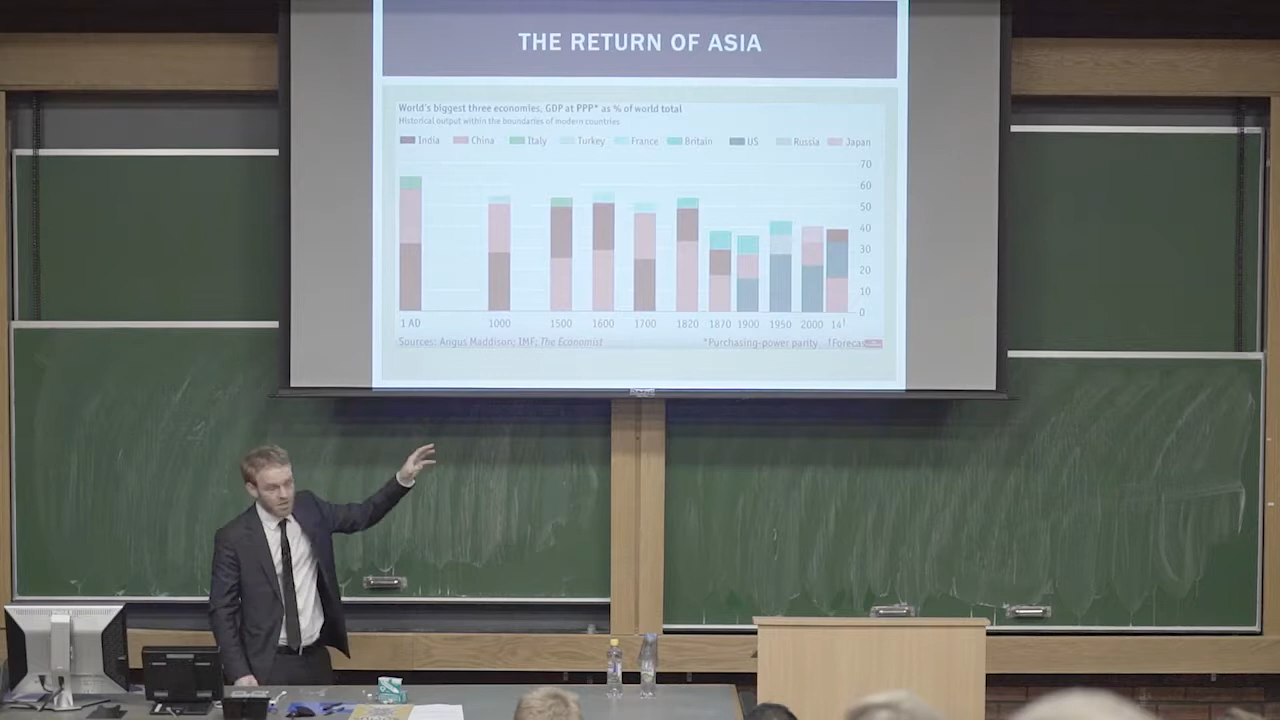 THE RETURN OF ASIA
World's biggest three economies, GDP at PPP* as % of world total
Historical output within the boundaries of modern countries
India China Italy Turkey France Britain US Russia Japan
70
60
50
40
30
20
10
0
1 AD 1000 1500 1600 1700 1820 1870 1900 1950 2000 14†
Sources: Angus Maddison; IMF; The Economist *Purchasing-power parity †Forecast